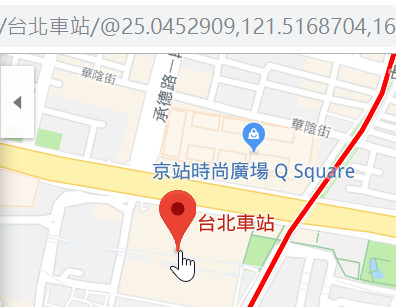 /台北車站/@25.0452909,121.5168704,16
華陰街
承德路一段
華陰街
京站時尚廣場 Q Square
台北車站